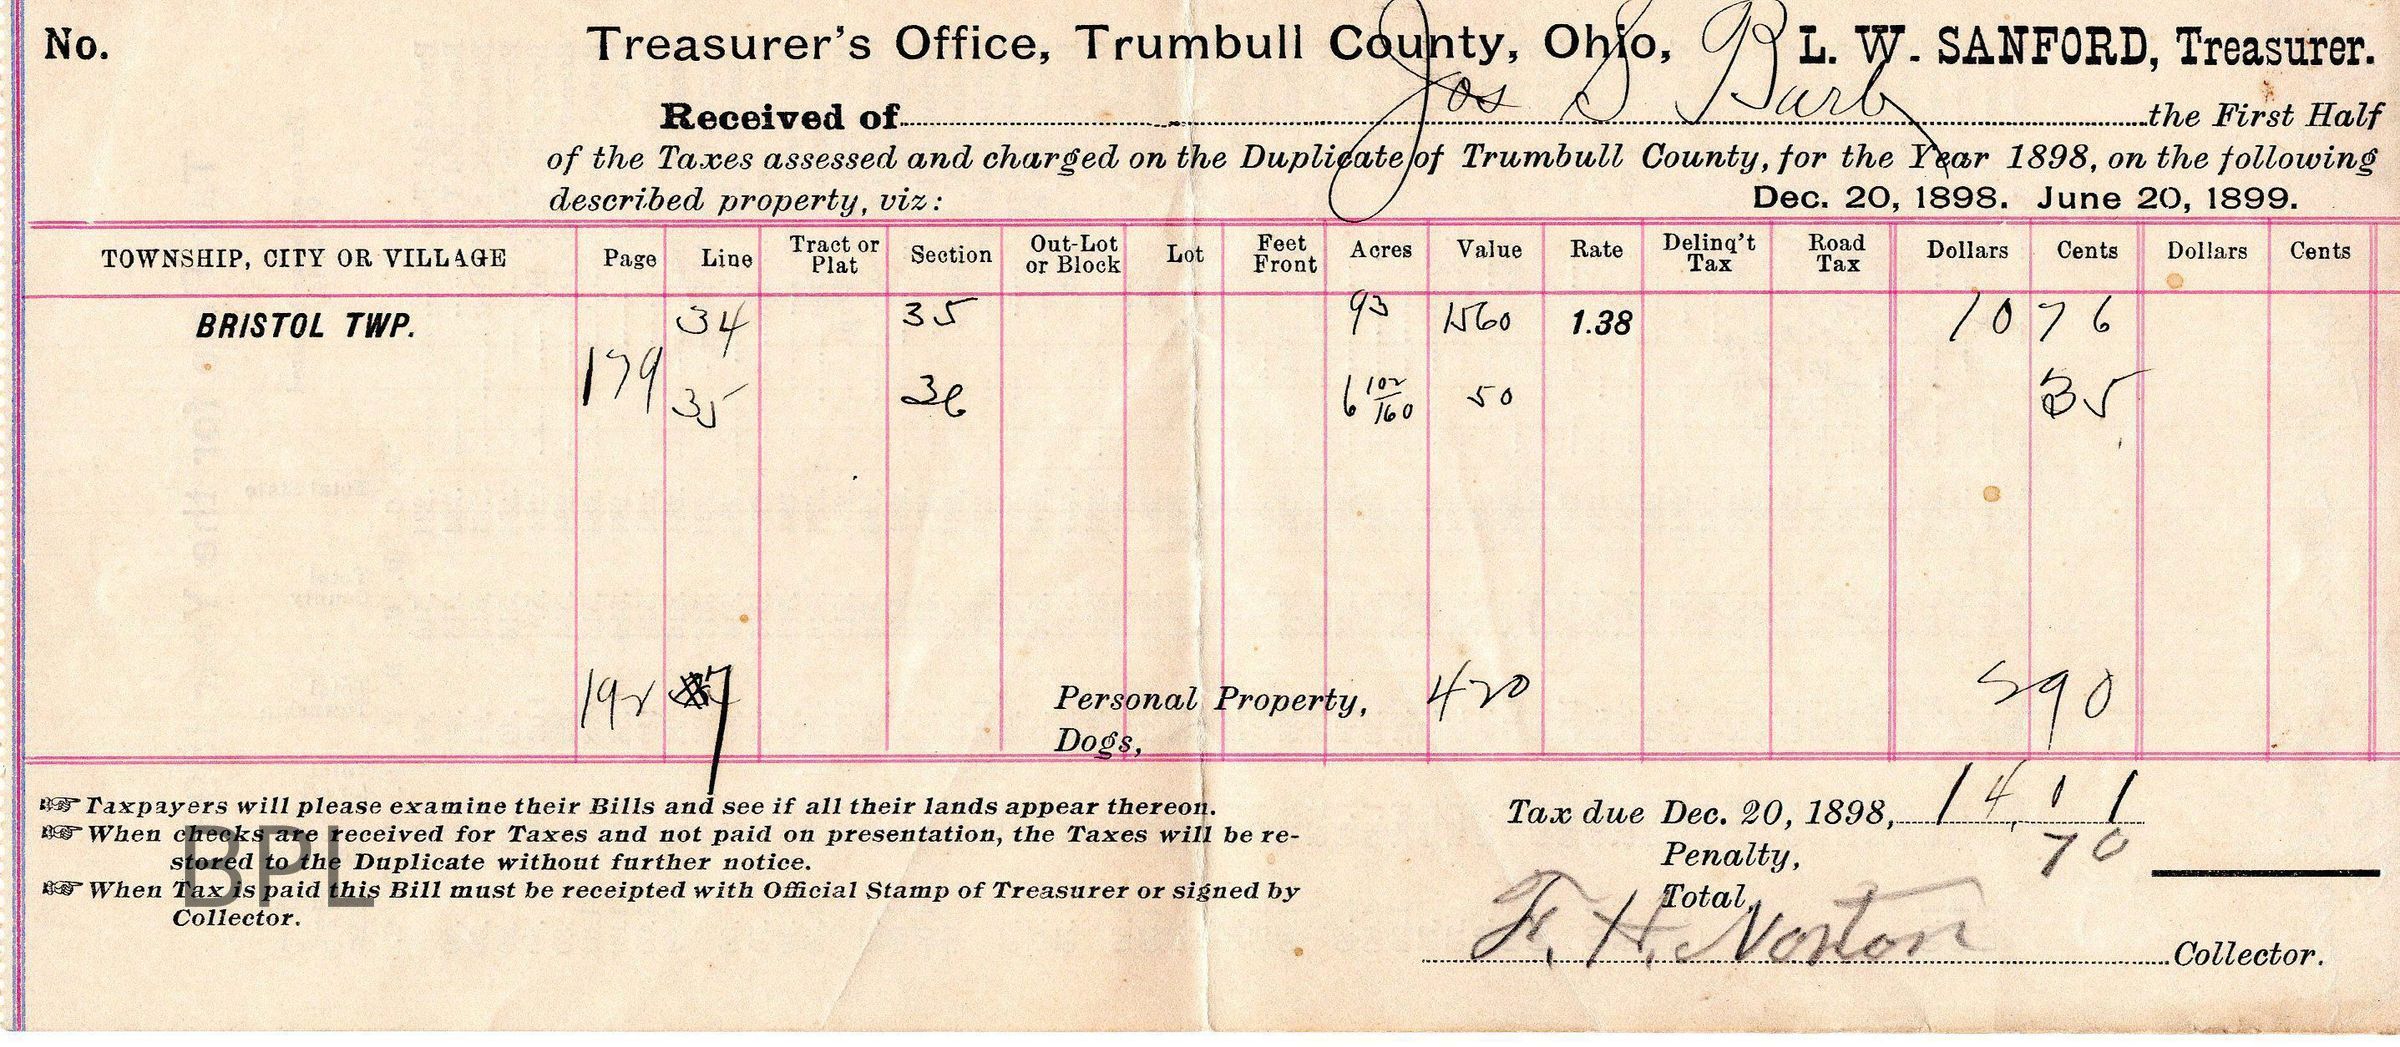 No. Treasurer's Office, Trumbull County, Ohio, L. W. SANFORD, Treasurer.
Received of Jos S Barb the First Half
of the Taxes assessed and charged on the Duplicate of Trumbull County, for the Year 1898, on the following
described property, viz: Dec. 20, 1898. June 20, 1899.
TOWNSHIP, CITY OR VILLAGE Page Line Tract or Plat Section Out-Lot or Block Lot Feet Front Acres Value Rate Delinq't Tax Road Tax Dollars Cents Dollars Cents
BRISTOL TWP. 34 35 93 1560 1.38 10 76
179 35 36 6 102/160 50 35
192 7 Personal Property, 420 2 90
Dogs,
☞ Taxpayers will please examine their Bills and see if all their lands appear thereon. Tax due Dec. 20, 1898, 14 01
☞ When checks are received for Taxes and not paid on presentation, the Taxes will be re-
stored to the Duplicate without further notice. Penalty, 70
☞ When Tax is paid this Bill must be receipted with Official Stamp of Treasurer or signed by Total,
Collector.
F. H. Norton Collector.
BPL